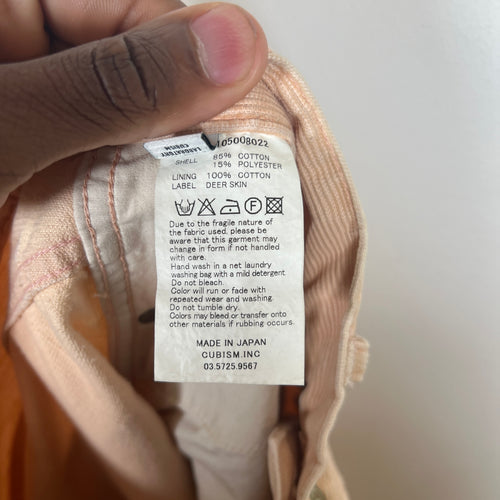 LABORATORY
CUBISM
105008022
SHELL 85% COTTON
15% POLYESTER
LINING 100% COTTON
LABEL DEER SKIN
Due to the fragile nature of
the fabric used, please be
aware that this garment may
change in form if not handled
with care.
Hand wash in a net laundry
washing bag with a mild detergent.
Do not bleach.
Color will run or fade with
repeated wear and washing.
Do not tumble dry.
Colors may bleed or transfer onto
other materials if rubbing occurs.
MADE IN JAPAN
CUBISM.INC
03.5725.9567